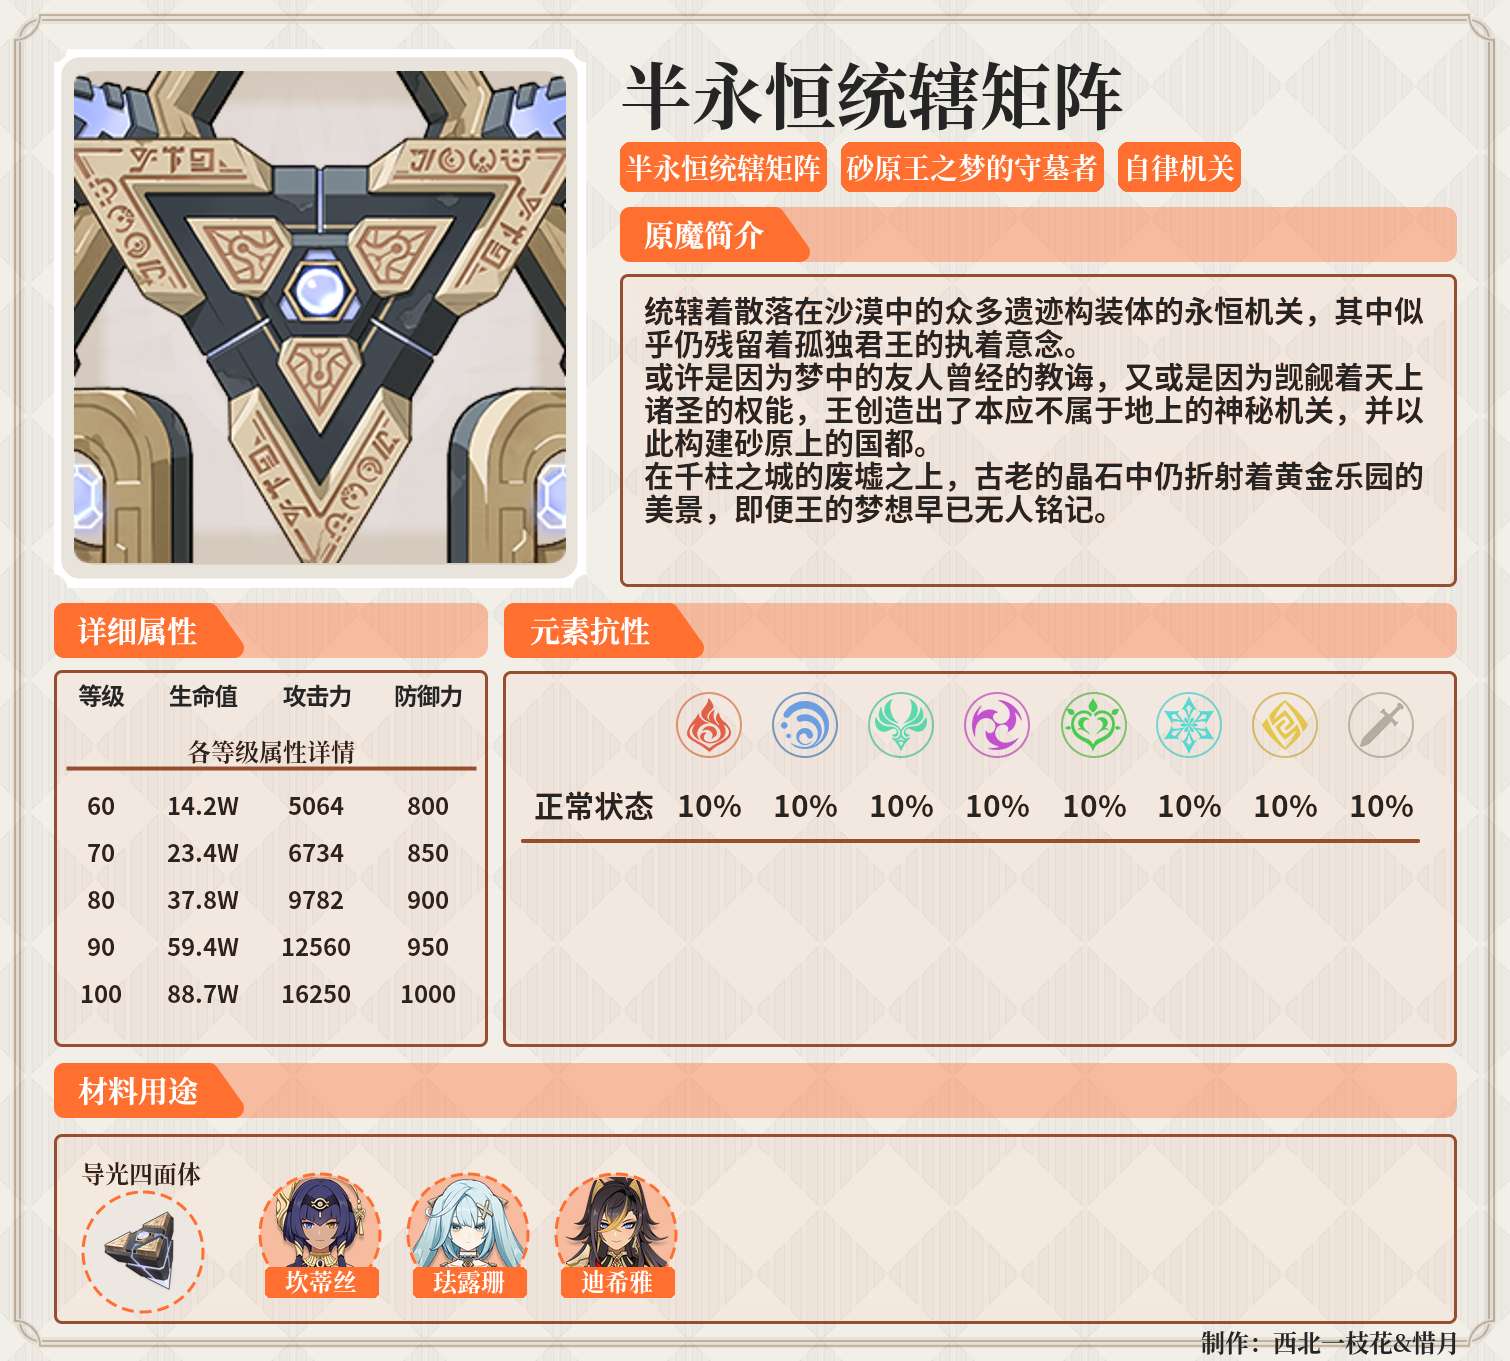 半永恒统辖矩阵
半永恒统辖矩阵 砂原王之梦的守墓者 自律机关
原魔简介
统辖着散落在沙漠中的众多遗迹构装体的永恒机关，其中似
乎仍残留着孤独君王的执着意念。
或许是因为梦中的友人曾经的教诲，又或是因为觊觎着天上
诸圣的权能，王创造出了本应不属于地上的神秘机关，并以
此构建砂原上的国都。
在千柱之城的废墟之上，古老的晶石中仍折射着黄金乐园的
美景，即便王的梦想早已无人铭记。
详细属性
等级 生命值 攻击力 防御力
各等级属性详情
60 14.2W 5064 800
70 23.4W 6734 850
80 37.8W 9782 900
90 59.4W 12560 950
100 88.7W 16250 1000
元素抗性
正常状态 10% 10% 10% 10% 10% 10% 10% 10%
材料用途
导光四面体
坎蒂丝 珐露珊 迪希雅
制作：西北一枝花&惜月